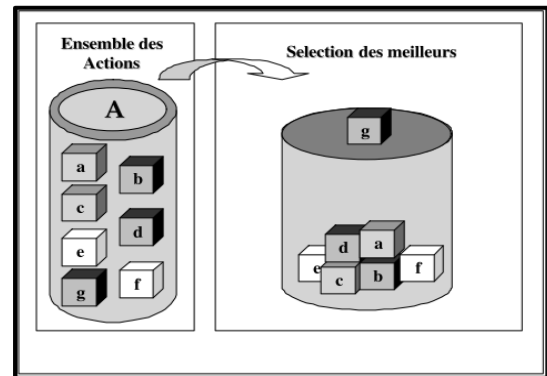 Ensemble des
Actions
A
a
b
c
d
e
f
g
Selection des meilleurs
g
d
a
e
c
b
f